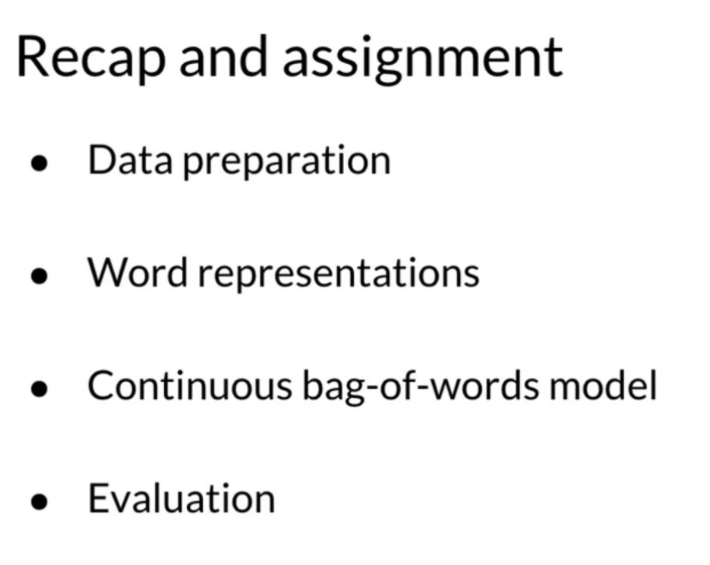 Recap and assignment
● Data preparation
● Word representations
● Continuous bag-of-words model
● Evaluation